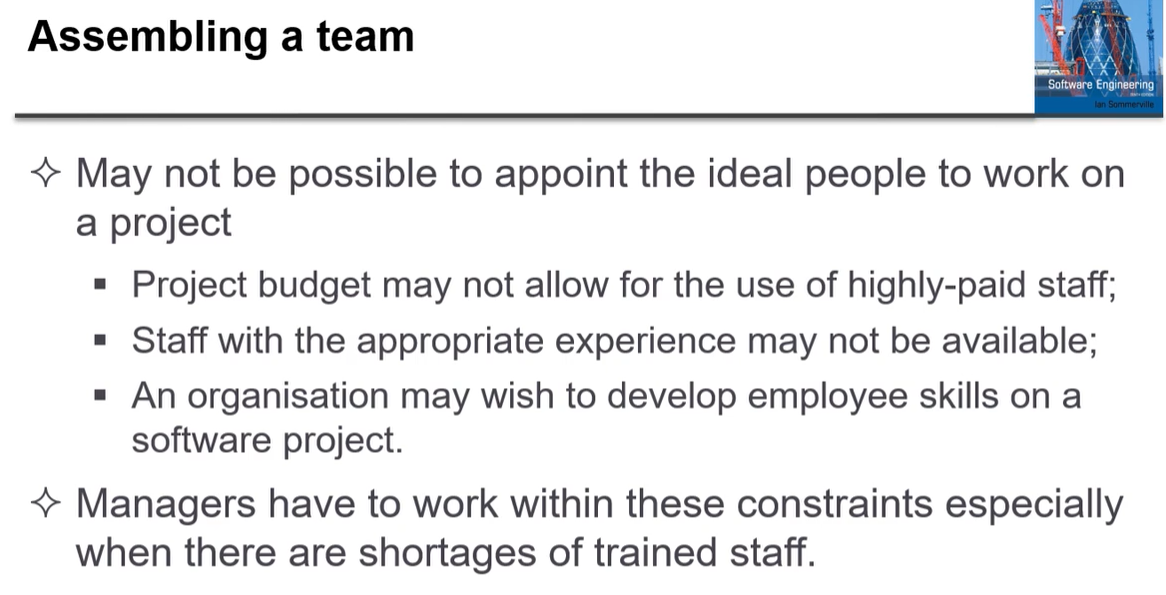 Assembling a team
Software Engineering
Ian Sommerville
✧ May not be possible to appoint the ideal people to work on
a project
▪ Project budget may not allow for the use of highly-paid staff;
▪ Staff with the appropriate experience may not be available;
▪ An organisation may wish to develop employee skills on a
software project.
✧ Managers have to work within these constraints especially
when there are shortages of trained staff.